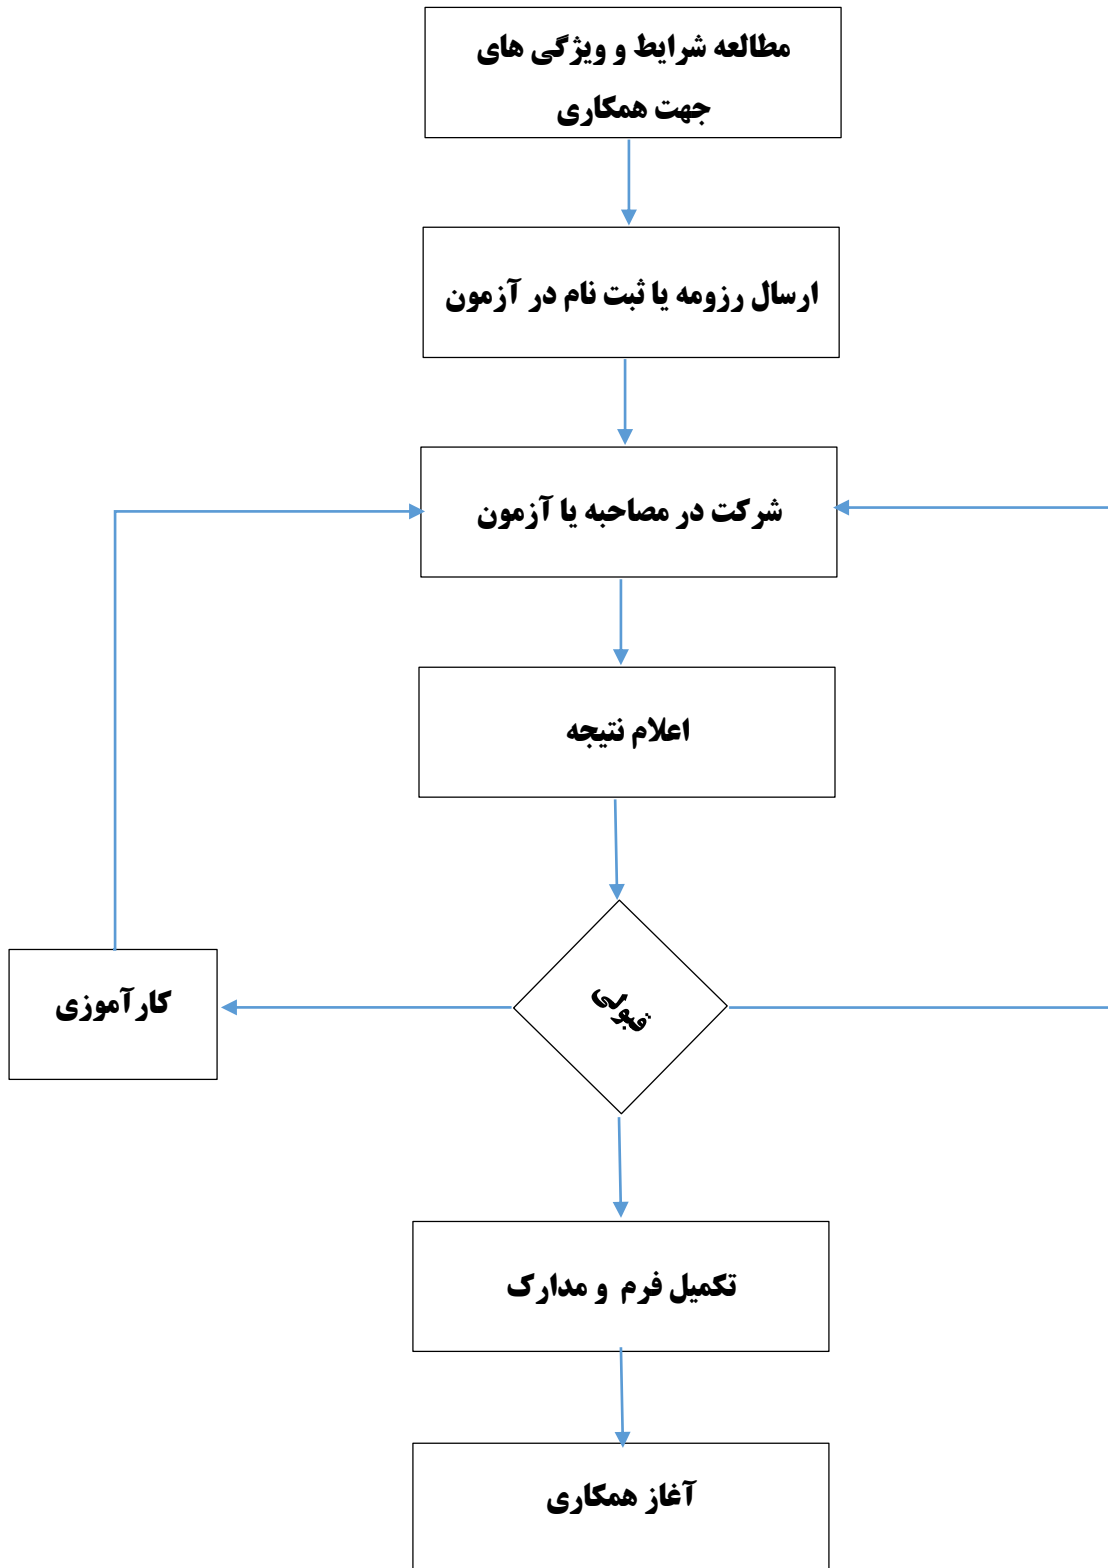 مطالعه شرایط و ویژگی های
جهت همکاری
ارسال رزومه یا ثبت نام در آزمون
شرکت در مصاحبه یا آزمون
اعلام نتیجه
قبولی
کارآموزی
تکمیل فرم و مدارک
آغاز همکاری